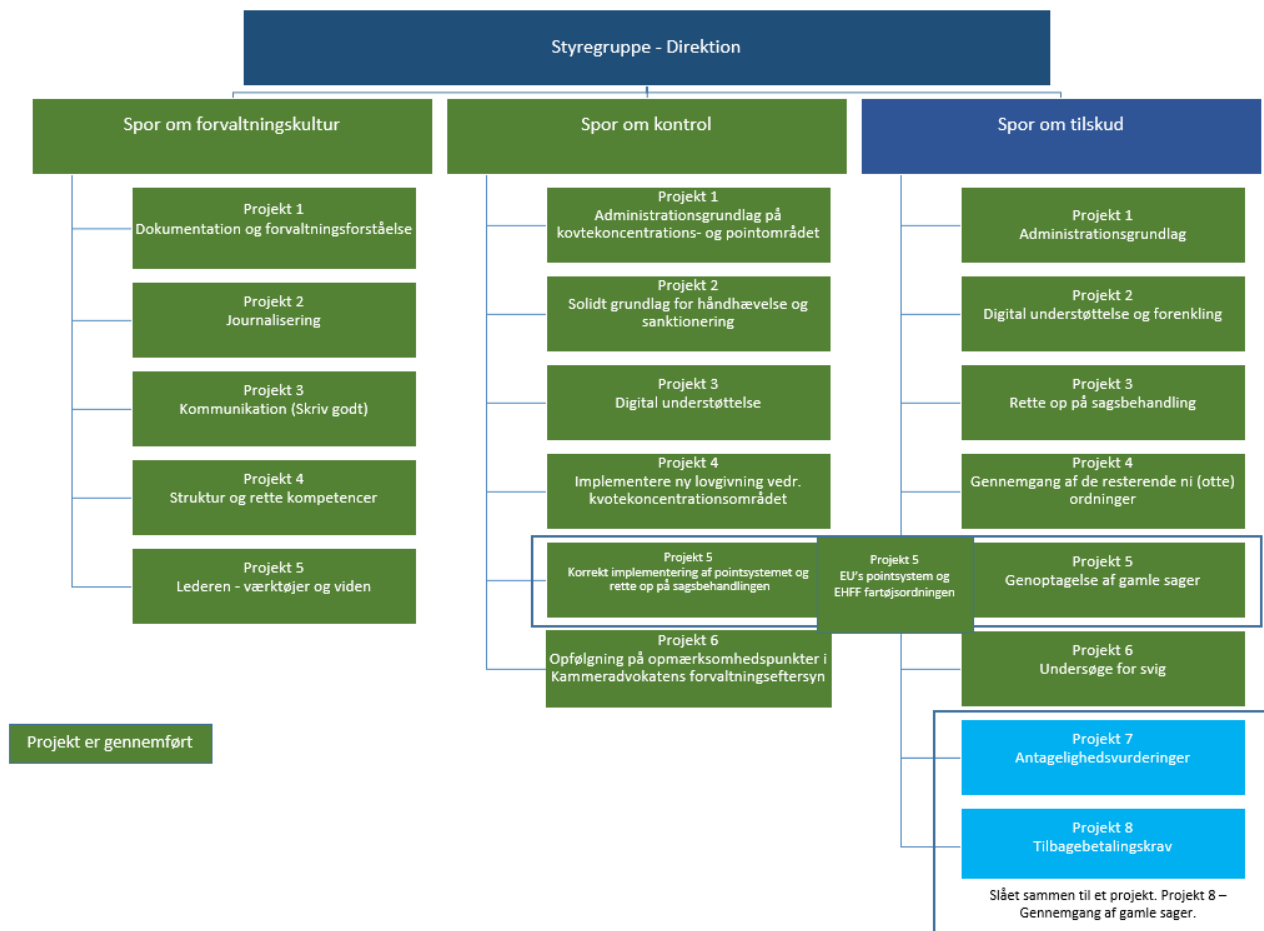 Styregruppe - Direktion
Spor om forvaltningskultur
Projekt 1
Dokumentation og forvaltningsforståelse
Projekt 2
Journalisering
Projekt 3
Kommunikation (Skriv godt)
Projekt 4
Struktur og rette kompetencer
Projekt 5
Lederen - værktøjer og viden
Spor om kontrol
Projekt 1
Administrationsgrundlag på
kovtekoncentrations- og pointområdet
Projekt 2
Solidt grundlag for håndhævelse og
sanktionering
Projekt 3
Digital understøttelse
Projekt 4
Implementere ny lovgivning vedr.
kvotekoncentrationsområdet
Projekt 5
Korrekt implementering af pointsystemet og
rette op på sagsbehandlingen
Projekt 6
Opfølgning på opmærksomhedspunkter i
Kammeradvokatens forvaltningseftersyn
Projekt 5
EU's pointsystem og
EHFF fartøjsordningen
Spor om tilskud
Projekt 1
Administrationsgrundlag
Projekt 2
Digital understøttelse og forenkling
Projekt 3
Rette op på sagsbehandling
Projekt 4
Gennemgang af de resterende ni (otte)
ordninger
Projekt 5
Genoptagelse af gamle sager
Projekt 6
Undersøge for svig
Projekt 7
Antagelighedsvurderinger
Projekt 8
Tilbagebetalingskrav
Slået sammen til et projekt. Projekt 8 –
Gennemgang af gamle sager.
Projekt er gennemført